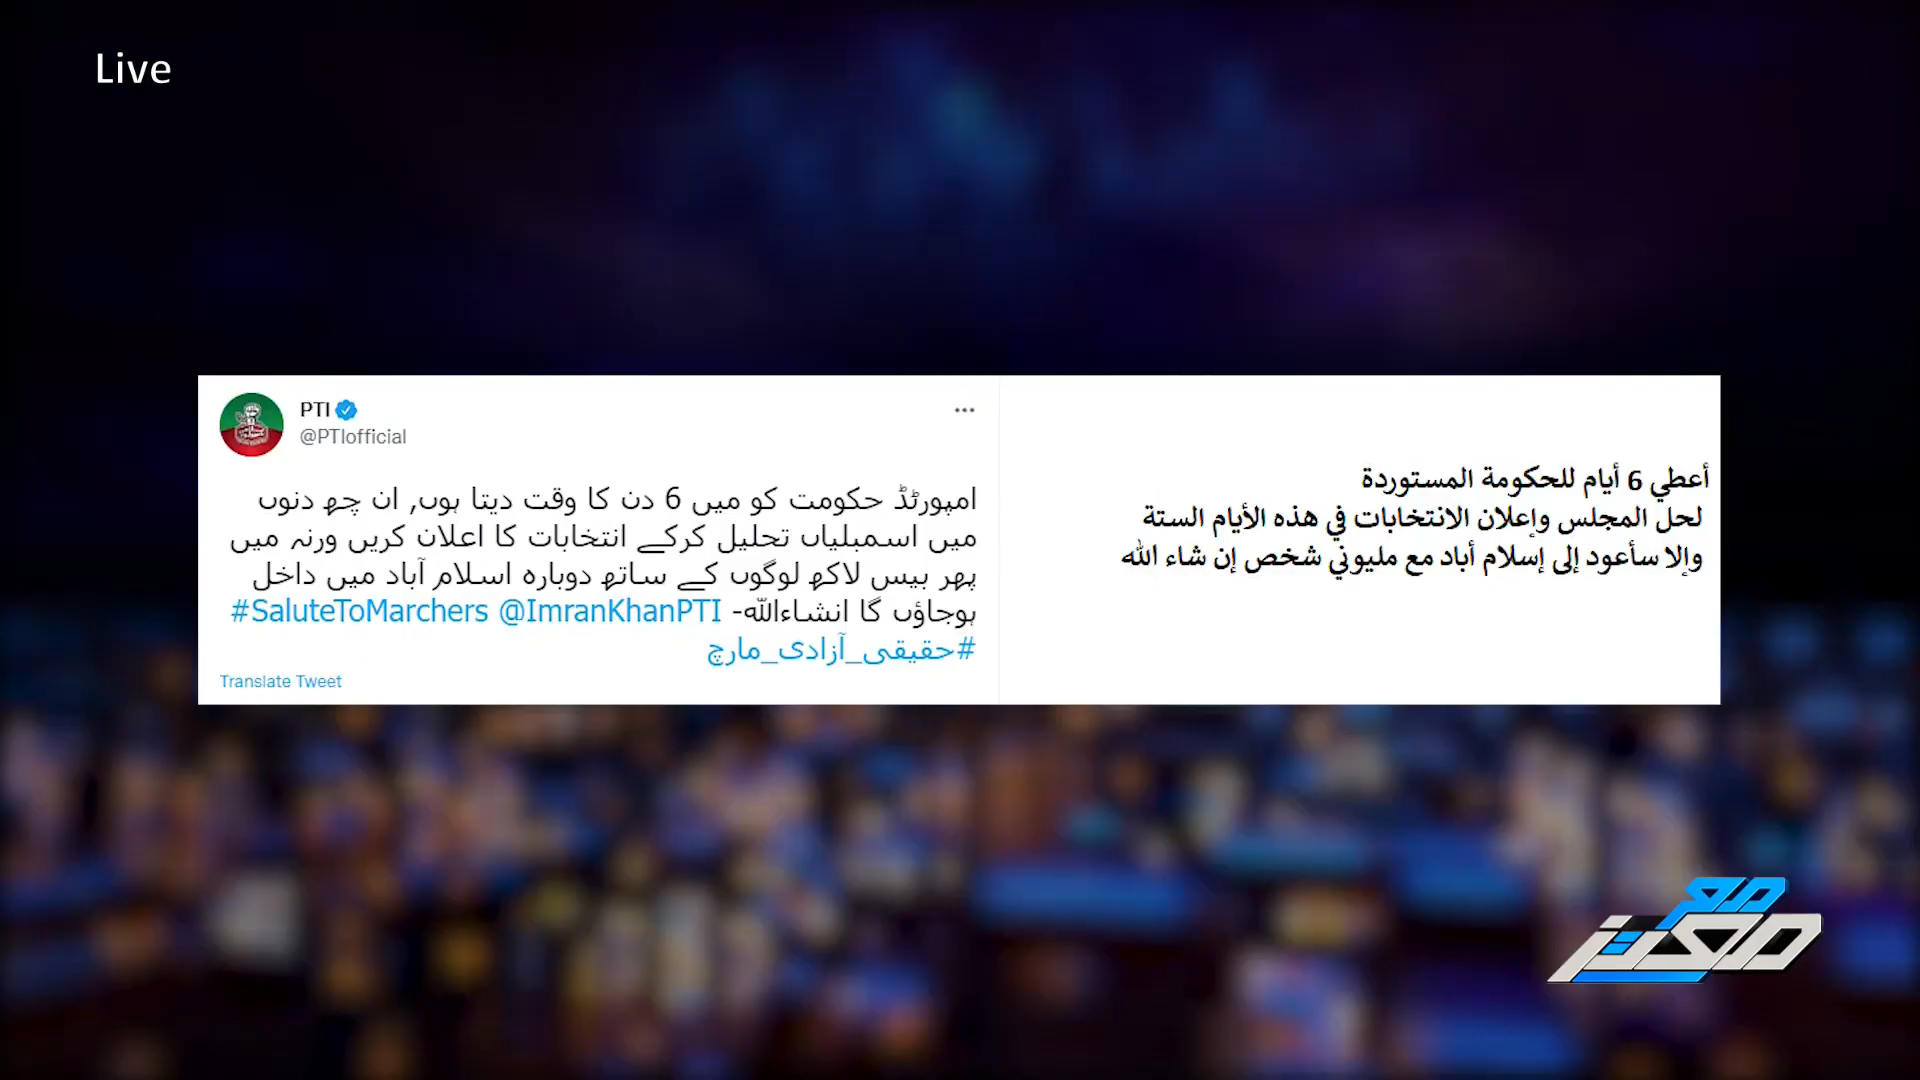 Live
PTI
@PTIofficial
امپورٹڈ حکومت کو میں 6 دن کا وقت دیتا ہوں, ان چھ دنوں
میں اسمبلیاں تحلیل کرکے انتخابات کا اعلان کریں ورنہ میں
پھر بیس لاکھ لوگوں کے ساتھ دوبارہ اسلام آباد میں داخل
ہوجاؤں گا انشاءاللہ- #SaluteToMarchers @ImranKhanPTI
#حقیقی_آزادی_مارچ
Translate Tweet
أعطي 6 أيام للحكومة المستوردة
لحل المجلس وإعلان الانتخابات في هذه الأيام الستة
وإلا سأعود إلى إسلام أباد مع مليوني شخص إن شاء الله
مع
معتز